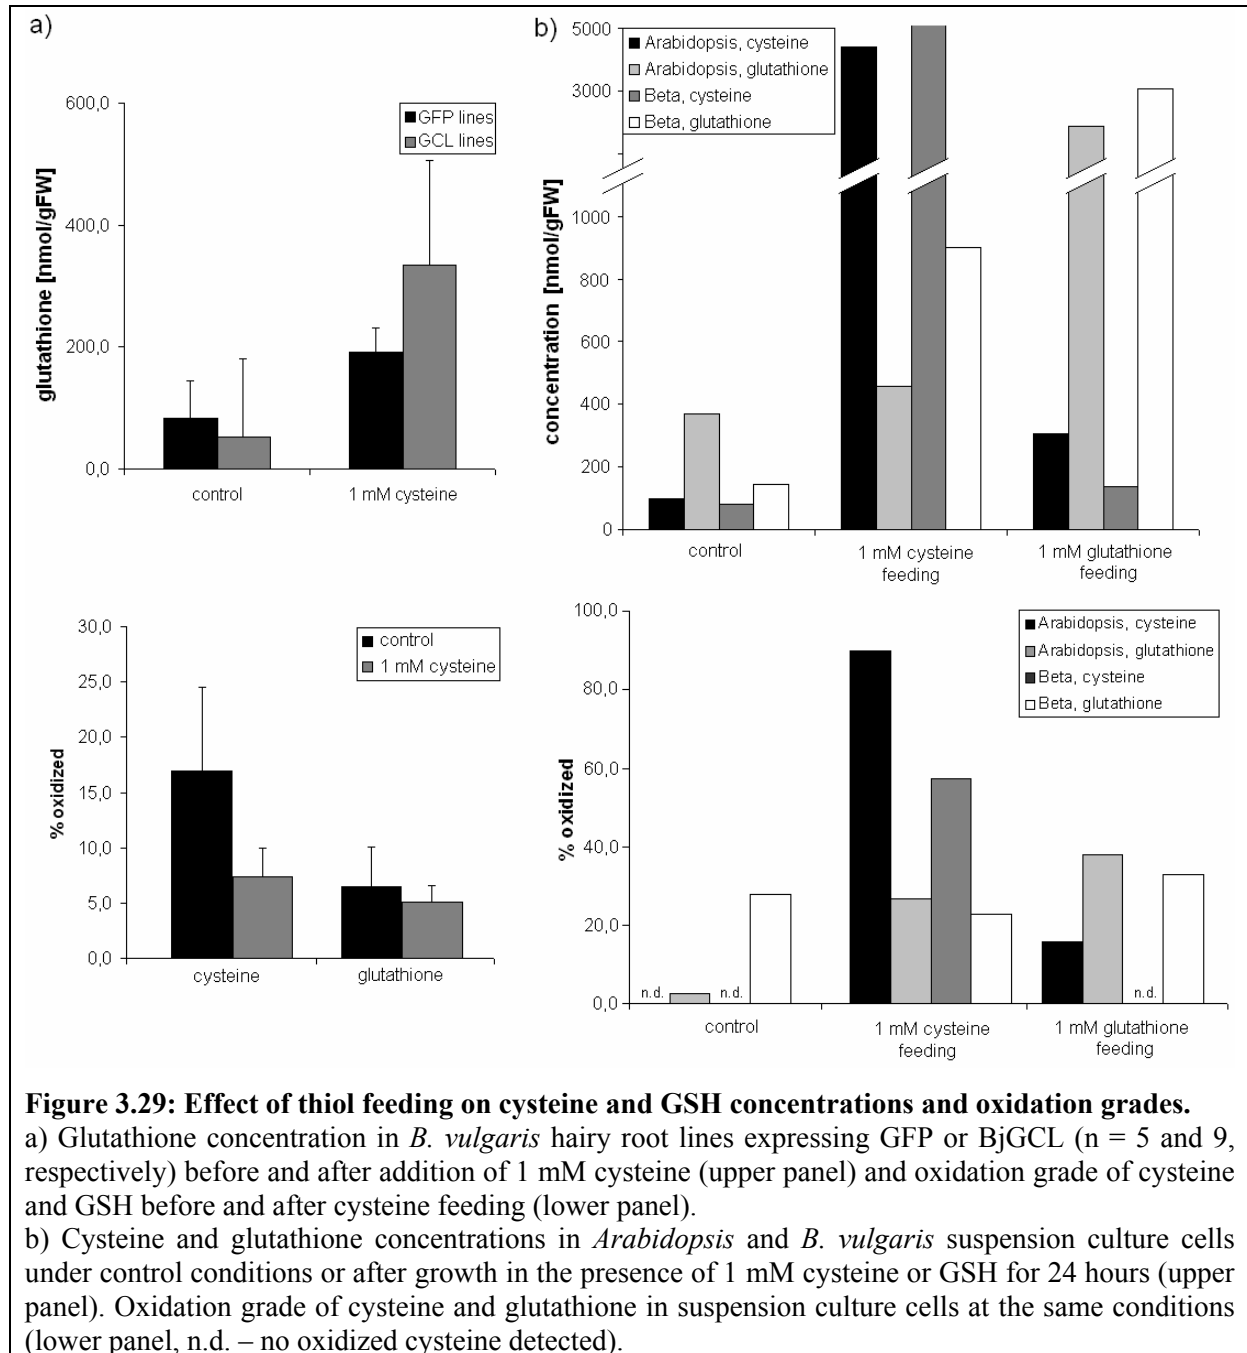 a)
600,0
400,0
200,0
0,0
glutathione [nmol/gFW]
GFP lines
GCL lines
control
1 mM cysteine
b)
5000
3000
1000
800
600
400
200
0
concentration [nmol/gFW]
Arabidopsis, cysteine
Arabidopsis, glutathione
Beta, cysteine
Beta, glutathione
control
1 mM cysteine
feeding
1 mM glutathione
feeding
30,0
25,0
20,0
15,0
10,0
5,0
0,0
% oxidized
control
1 mM cysteine
cysteine
glutathione
100,0
80,0
60,0
40,0
20,0
0,0
% oxidized
Arabidopsis, cysteine
Arabidopsis, glutathione
Beta, cysteine
Beta, glutathione
n.d.
n.d.
n.d.
control
1 mM cysteine
feeding
1 mM glutathione
feeding
Figure 3.29: Effect of thiol feeding on cysteine and GSH concentrations and oxidation grades.
a) Glutathione concentration in B. vulgaris hairy root lines expressing GFP or BjGCL (n = 5 and 9,
respectively) before and after addition of 1 mM cysteine (upper panel) and oxidation grade of cysteine
and GSH before and after cysteine feeding (lower panel).
b) Cysteine and glutathione concentrations in Arabidopsis and B. vulgaris suspension culture cells
under control conditions or after growth in the presence of 1 mM cysteine or GSH for 24 hours (upper
panel). Oxidation grade of cysteine and glutathione in suspension culture cells at the same conditions
(lower panel, n.d. – no oxidized cysteine detected).